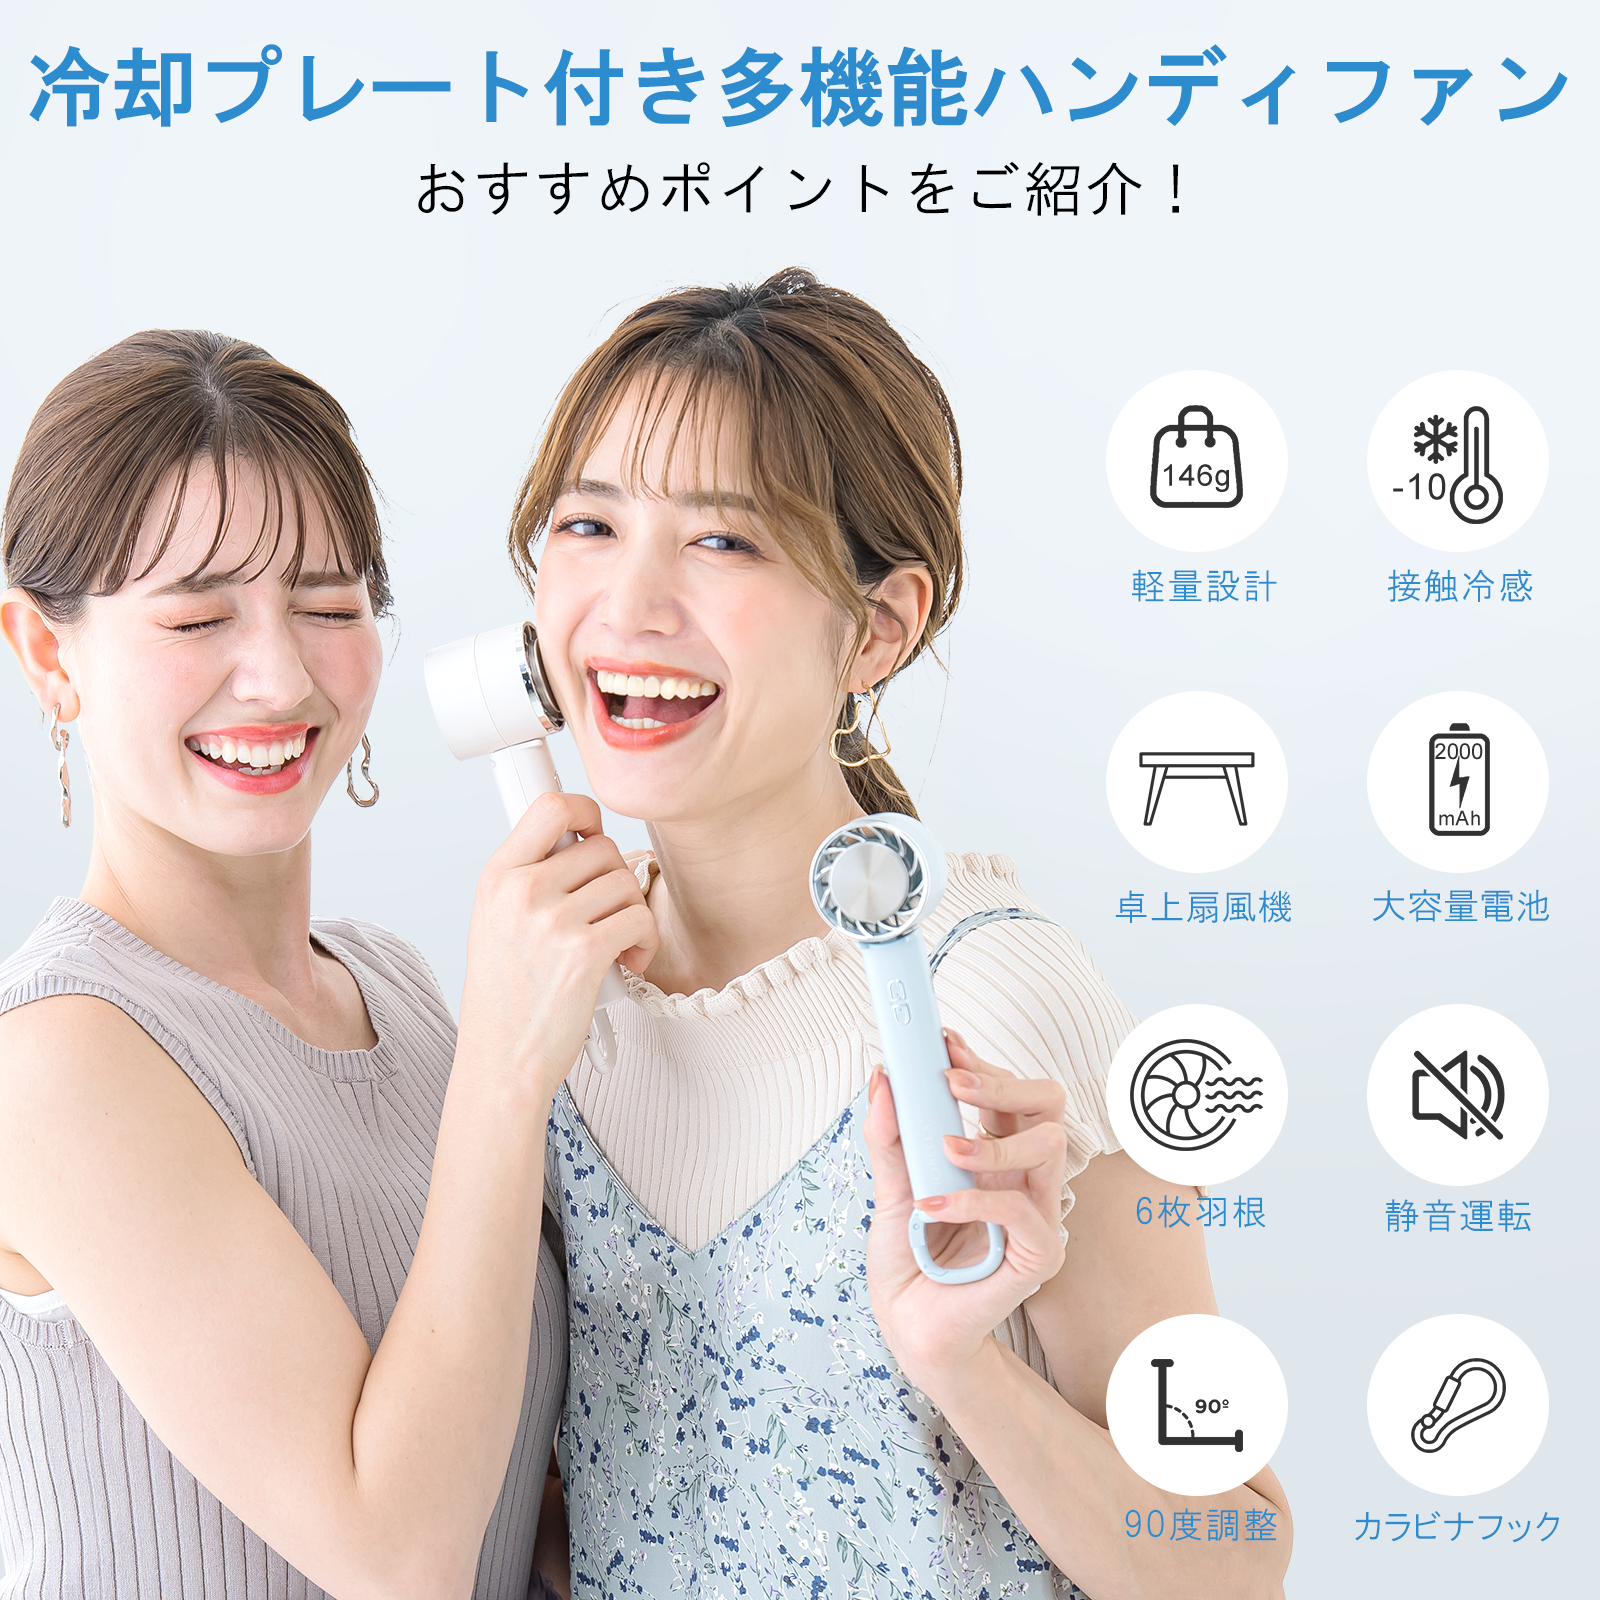 冷却プレート付き多機能ハンディファン
おすすめポイントをご紹介！
146g
軽量設計
-10
接触冷感
卓上扇風機
2000
mAh
大容量電池
6枚羽根
静音運転
90º
90度調整
カラビナフック